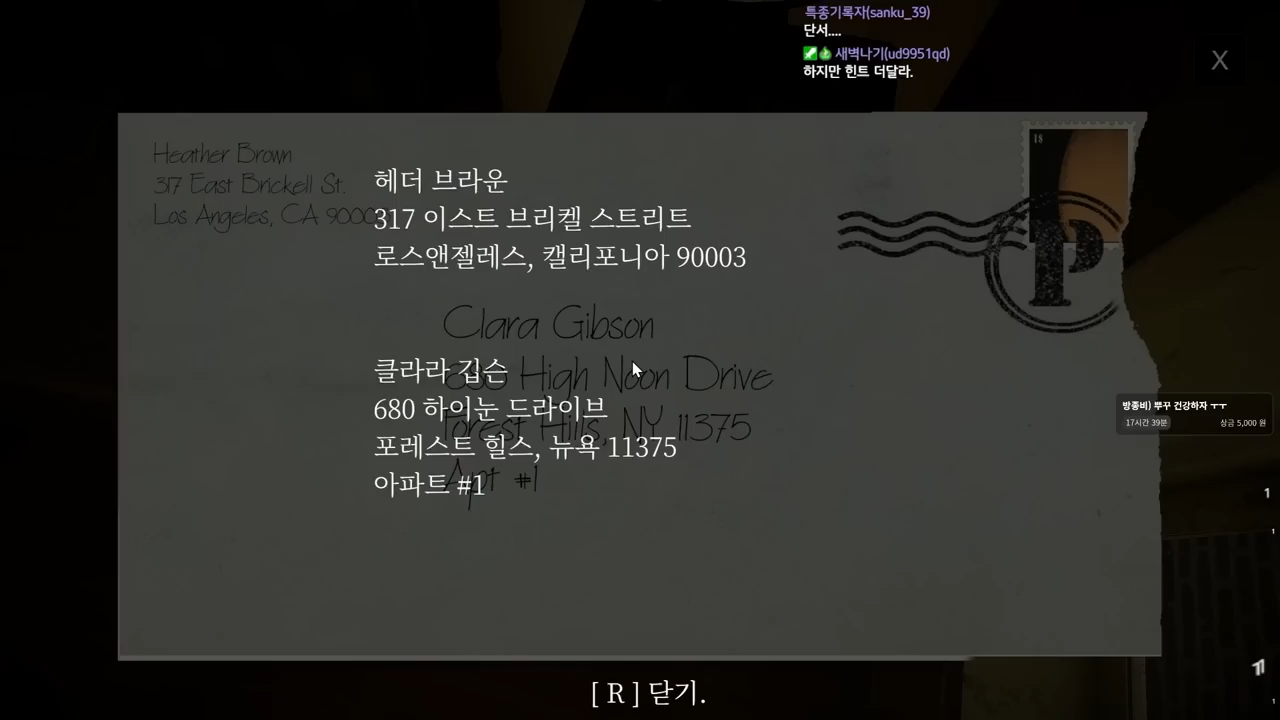 특종기록자(sanku_39)
단서....
새벽나기(ud9951qd)
하지만 힌트 더달라.
X
Heather Brown
317 East Brickell St.
Los Angeles, CA 9000
18
P
헤더 브라운
317 이스트 브리켈 스트리트
로스앤젤레스, 캘리포니아 90003
Clara Gibson
680 High Noon Drive
Forest Hills, NY 11375
Apt #1
클라라 깁슨
680 하이눈 드라이브
포레스트 힐스, 뉴욕 11375
아파트 #1
방종비) 뿌꾸 건강하자 ㅜㅜ
17시간 39분
상금 5,000 원
1
1
1
[ R ] 닫기.